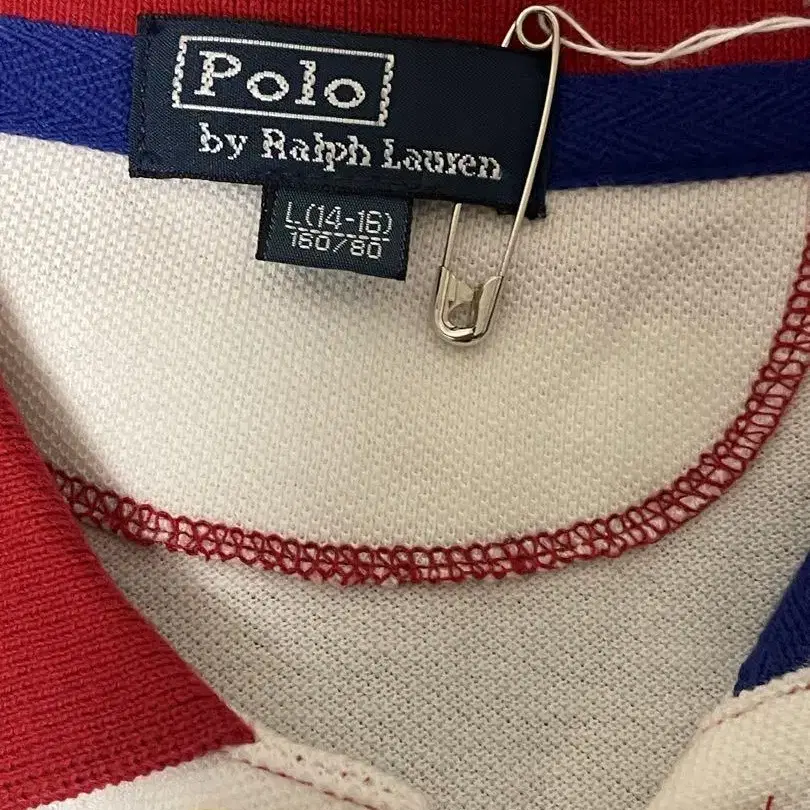 Polo
by Ralph Lauren
L(14-16)
160/80